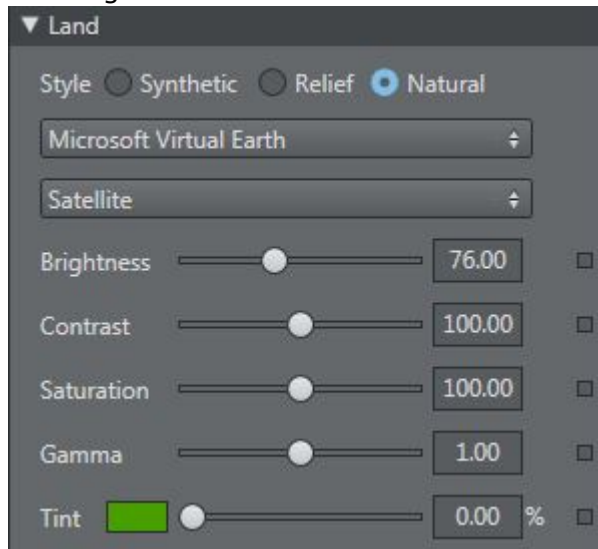 Land
Style Synthetic Relief Natural
Microsoft Virtual Earth
Satellite
Brightness 76.00
Contrast 100.00
Saturation 100.00
Gamma 1.00
Tint 0.00 %